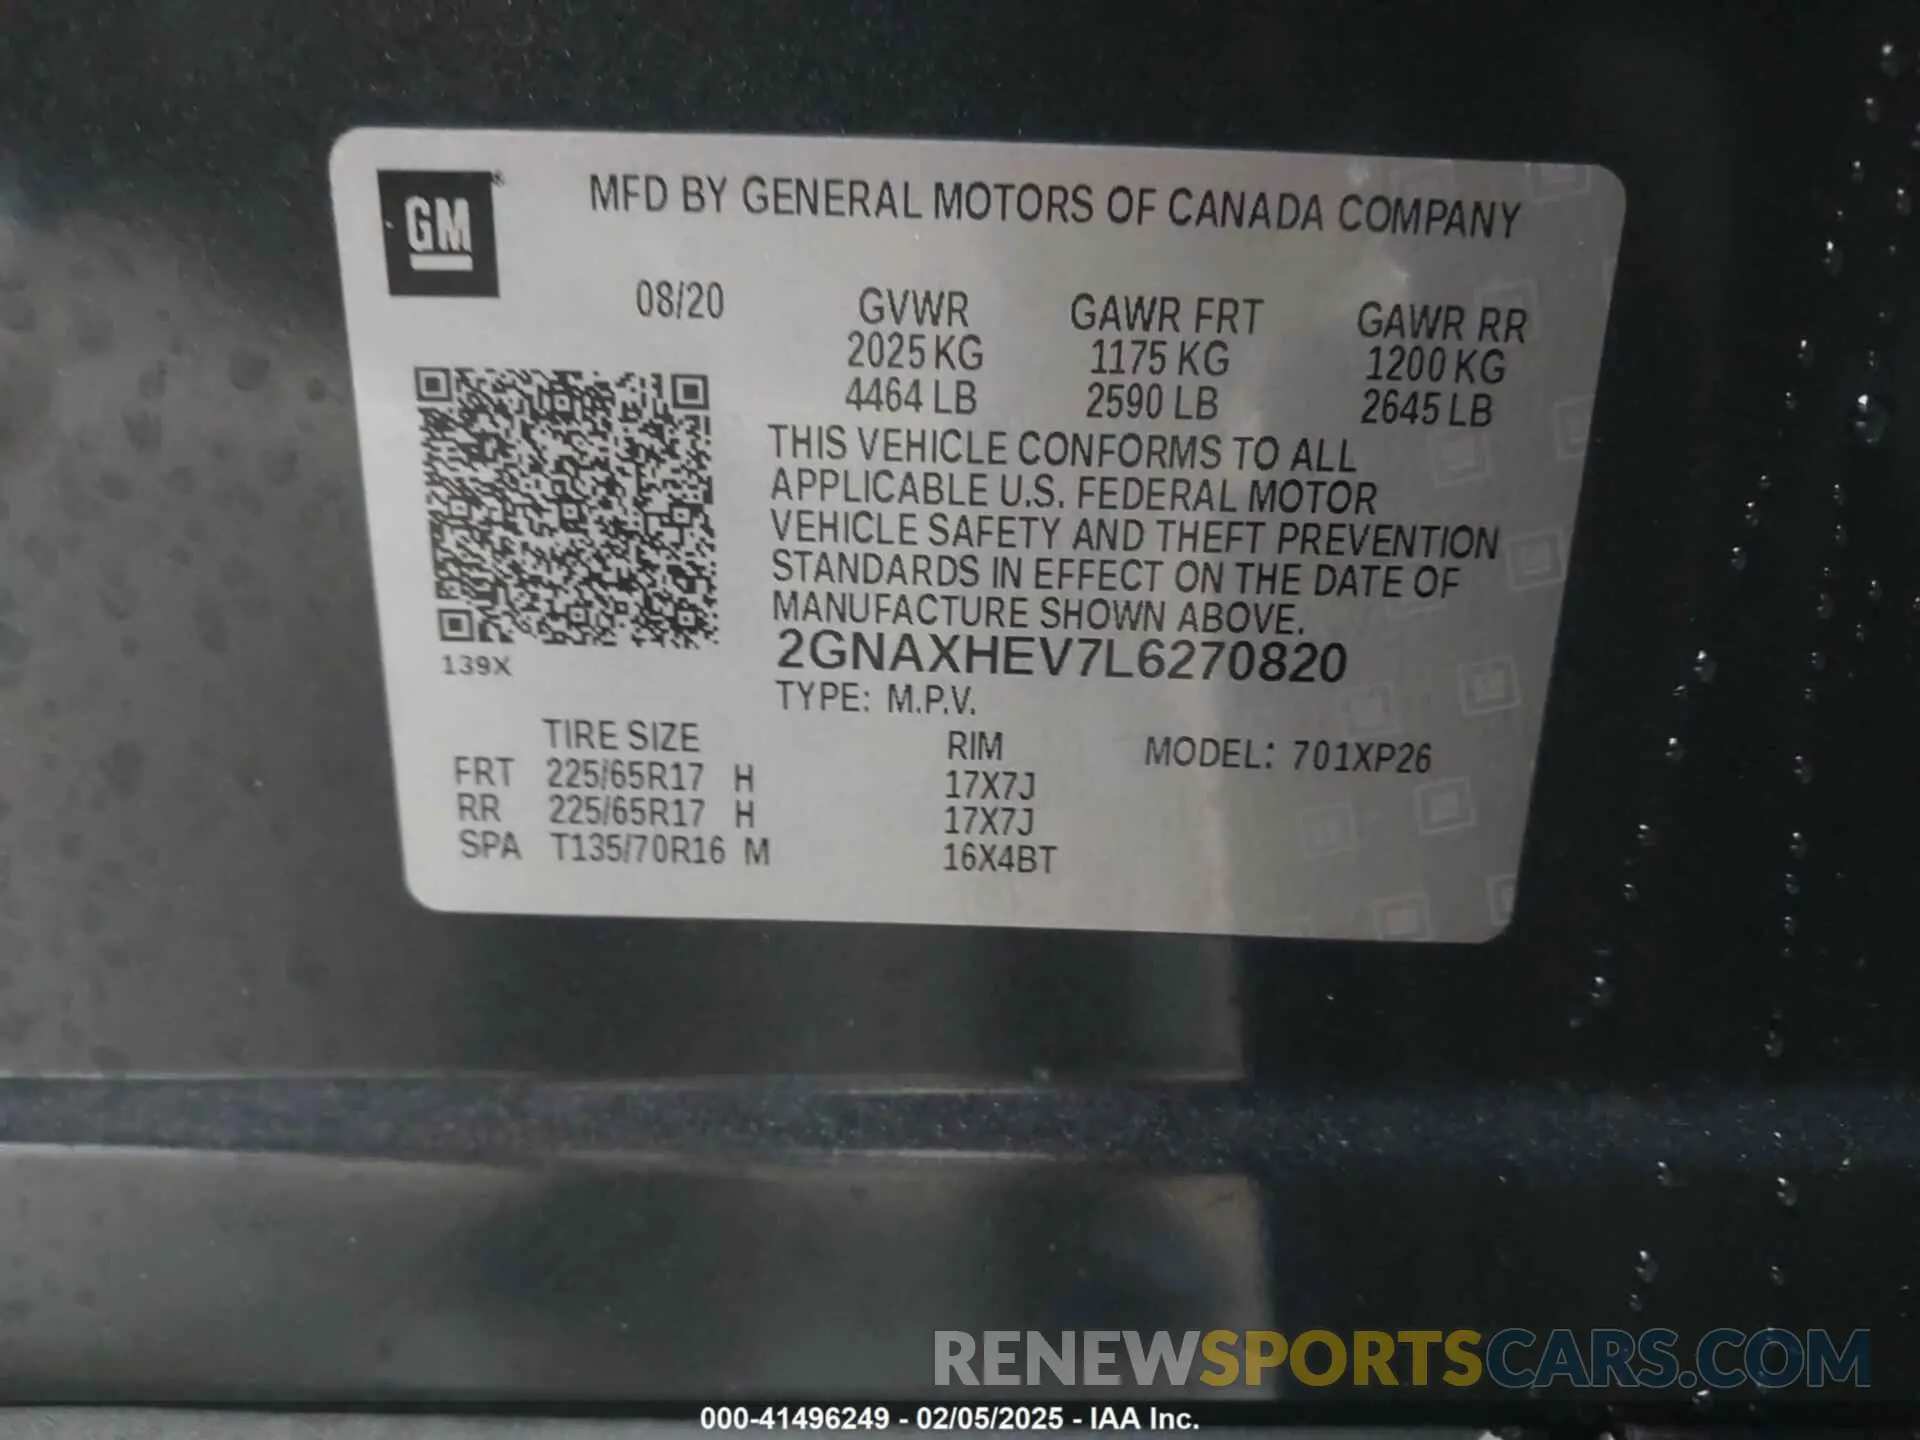 GM
MFD BY GENERAL MOTORS OF CANADA COMPANY
08/20
GVWR
2025 KG
4464 LB
GAWR FRT
1175 KG
2590 LB
GAWR RR
1200 KG
2645 LB
THIS VEHICLE CONFORMS TO ALL
APPLICABLE U.S. FEDERAL MOTOR
VEHICLE SAFETY AND THEFT PREVENTION
STANDARDS IN EFFECT ON THE DATE OF
MANUFACTURE SHOWN ABOVE.
2GNAXHEV7L6270820
139X
TYPE: M.P.V.
TIRE SIZE RIM MODEL: 701XP26
FRT 225/65R17 H 17X7J
RR 225/65R17 H 17X7J
SPA T135/70R16 M 16X4BT
RENEWSPORTSCARS.COM
000-41496249 - 02/05/2025 - IAA Inc.